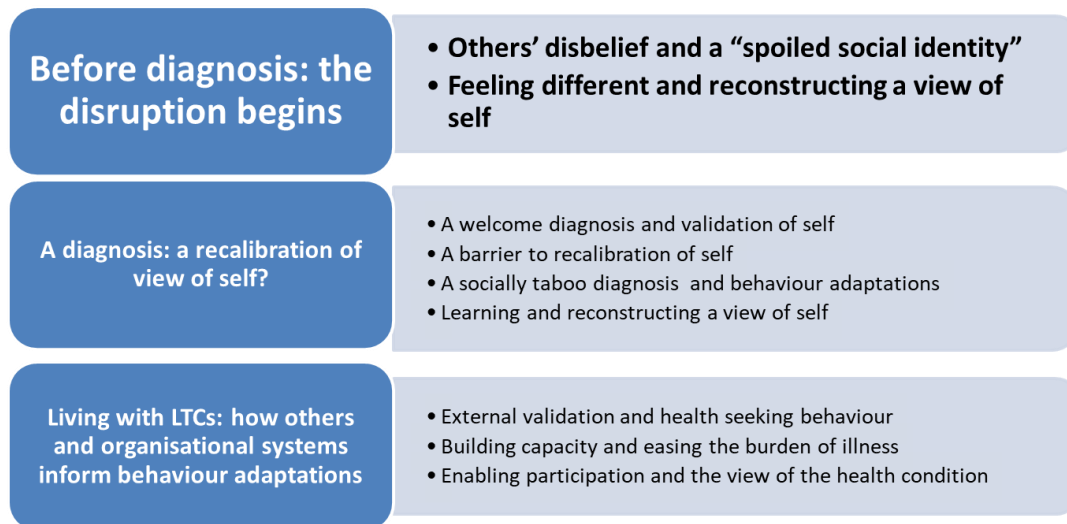 Before diagnosis: the
disruption begins
• Others’ disbelief and a “spoiled social identity”
• Feeling different and reconstructing a view of
self
A diagnosis: a recalibration of
view of self?
• A welcome diagnosis and validation of self
• A barrier to recalibration of self
• A socially taboo diagnosis and behaviour adaptations
• Learning and reconstructing a view of self
Living with LTCs: how others
and organisational systems
inform behaviour adaptations
• External validation and health seeking behaviour
• Building capacity and easing the burden of illness
• Enabling participation and the view of the health condition